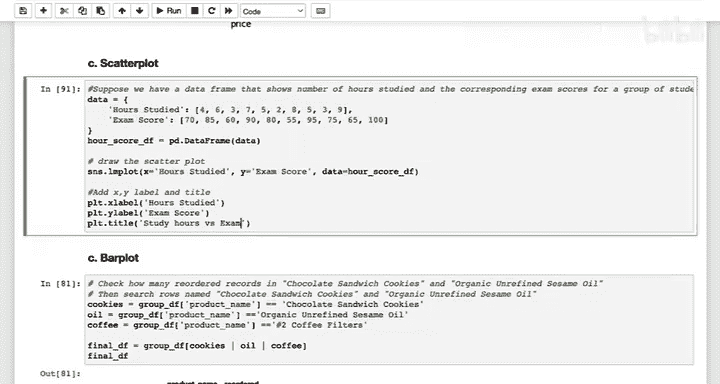 Run
Code
price
c. Scatterplot
In [91]:
#Suppose we have a data frame that shows number of hours studied and the corresponding exam scores for a group of stude
data = {
'Hours Studied': [4, 6, 3, 7, 5, 2, 8, 5, 3, 9],
'Exam Score': [70, 85, 60, 90, 80, 55, 95, 75, 65, 100]
}
hour_score_df = pd.DataFrame(data)
# draw the scatter plot
sns.lmplot(x='Hours Studied', y='Exam Score', data=hour_score_df)
#Add x,y label and title
plt.xlabel('Hours Studied')
plt.ylabel('Exam Score')
plt.title('Study hours vs Exam')
c. Barplot
In [81]:
# Check how many reordered records in "Chocolate Sandwich Cookies" and "Organic Unrefined Sesame Oil"
# Then search rows named "Chocolate Sandwich Cookies" and "Organic Unrefined Sesame Oil"
cookies = group_df['product_name'] == 'Chocolate Sandwich Cookies'
oil = group_df['product_name'] =='Organic Unrefined Sesame Oil'
coffee = group_df['product_name'] =='#2 Coffee Filters'
final_df = group_df[cookies | oil | coffee]
final_df
Out[81]:
product_name reordered